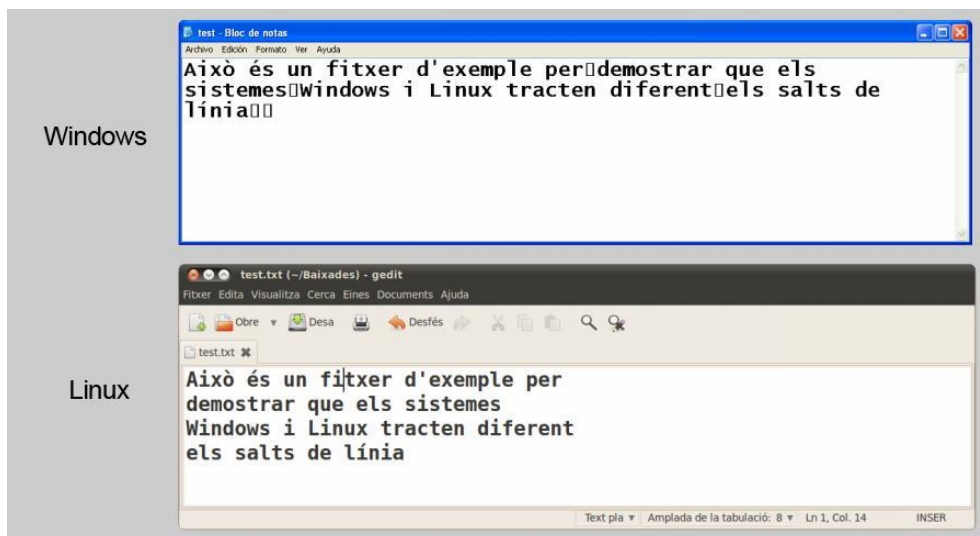 test - Bloc de notas
Archivo Edición Formato Ver Ayuda
Això és un fitxer d'exemple per▯demostrar que els
sistemes▯Windows i Linux tracten diferent▯els salts de
línia▯▯
Windows
test.txt (~/Baixades) - gedit
Fitxer Edita Visualitza Cerca Eines Documents Ajuda
Obre Desa Desfés
test.txt
Això és un fitxer d'exemple per
demostrar que els sistemes
Windows i Linux tracten diferent
els salts de línia
Linux
Text pla Amplada de la tabulació: 8 Ln 1, Col. 14 INSER